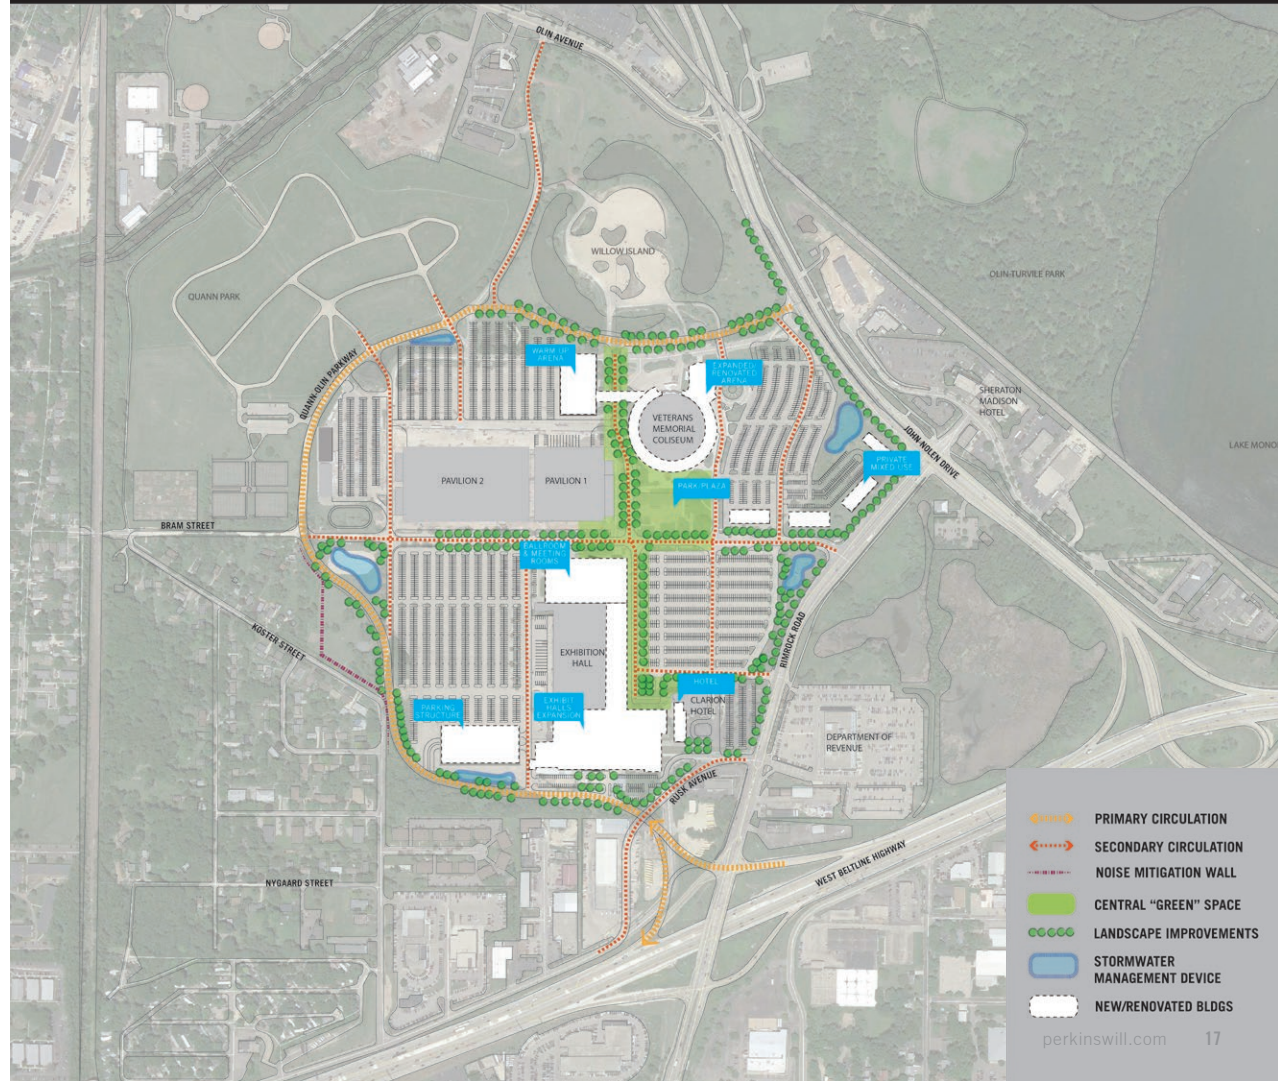 OLIN AVENUE
WILLOW ISLAND
OLIN-TURVILE PARK
QUANN PARK
QUANN-OLIN PARKWAY
WARM UP
ARENA
EXPANDED/
RENOVATED
ARENA
SHERATON
MADISON
HOTEL
VETERANS
MEMORIAL
COLISEUM
JOHN NOLEN DRIVE
LAKE MONO
PRIVATE
MIXED USE
PAVILION 2
PAVILION 1
PARK/PLAZA
BRAM STREET
BALLROOM
& MEETING
ROOMS
KOSTER STREET
RIMROCK ROAD
EXHIBITION
HALL
HOTEL
CLARION
HOTEL
PARKING
STRUCTURE
EXHIBIT
HALLS
EXPANSION
DEPARTMENT OF
REVENUE
RUSK AVENUE
WEST BELTLINE HIGHWAY
NYGAARD STREET
PRIMARY CIRCULATION
SECONDARY CIRCULATION
NOISE MITIGATION WALL
CENTRAL “GREEN” SPACE
LANDSCAPE IMPROVEMENTS
STORMWATER
MANAGEMENT DEVICE
NEW/RENOVATED BLDGS
perkinswill.com 17